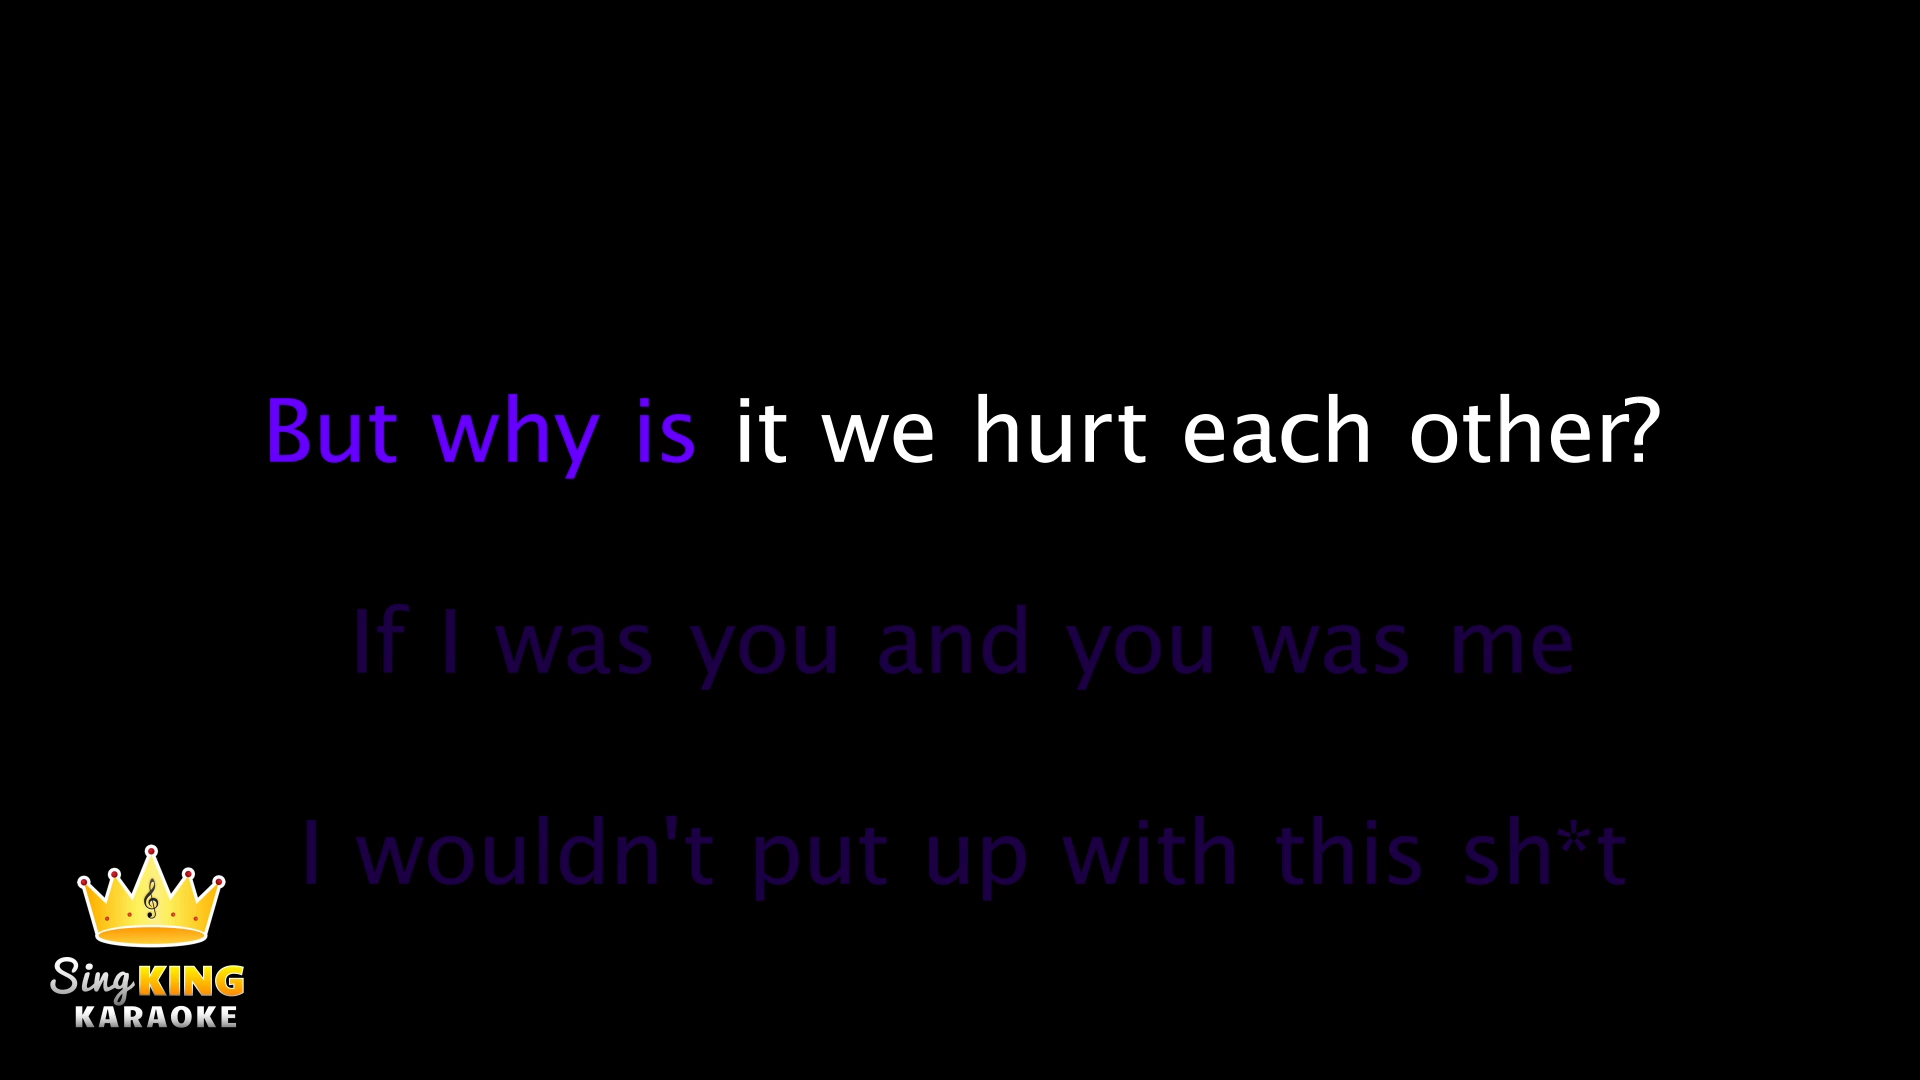 But why is it we hurt each other?
If I was you and you was me
I wouldn't put up with this sh*t
Sing KING
KARAOKE